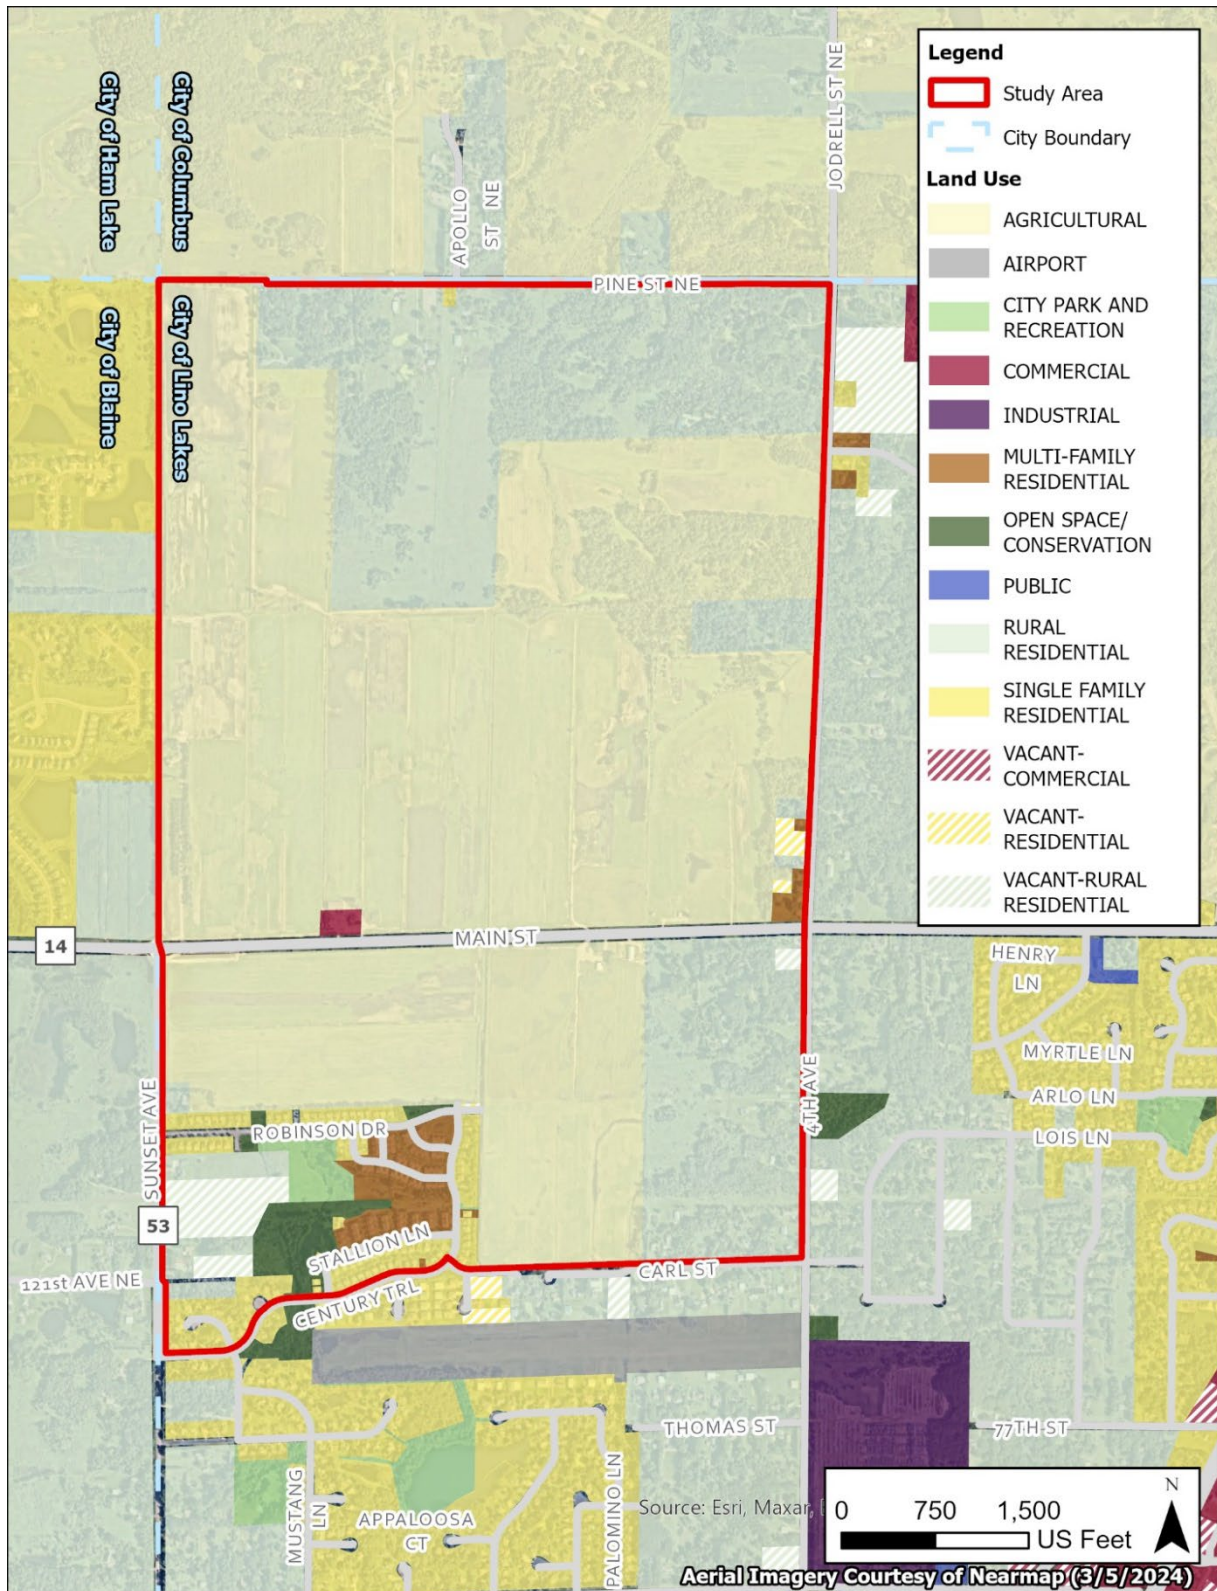 City of Ham Lake
City of Columbus
City of Blaine
City of Lino Lakes
APOLLO
ST NE
JODRELL ST NE
PINE ST NE
Legend
Study Area
City Boundary
Land Use
AGRICULTURAL
AIRPORT
CITY PARK AND
RECREATION
COMMERCIAL
INDUSTRIAL
MULTI-FAMILY
RESIDENTIAL
OPEN SPACE/
CONSERVATION
PUBLIC
RURAL
RESIDENTIAL
SINGLE FAMILY
RESIDENTIAL
VACANT-
COMMERCIAL
VACANT-
RESIDENTIAL
VACANT-RURAL
RESIDENTIAL
14
MAIN ST
HENRY
LN
MYRTLE LN
ARLO LN
LOIS LN
4TH AVE
SUNSET AVE
ROBINSON DR
53
STALLION LN
121st AVE NE
CENTURY TRL
CARL ST
THOMAS ST
77TH ST
MUSTANG
LN
APPALOOSA
CT
PALOMINO LN
Source: Esri, Maxar,
0 750 1,500
US Feet
N
Aerial Imagery Courtesy of Nearmap (3/5/2024)